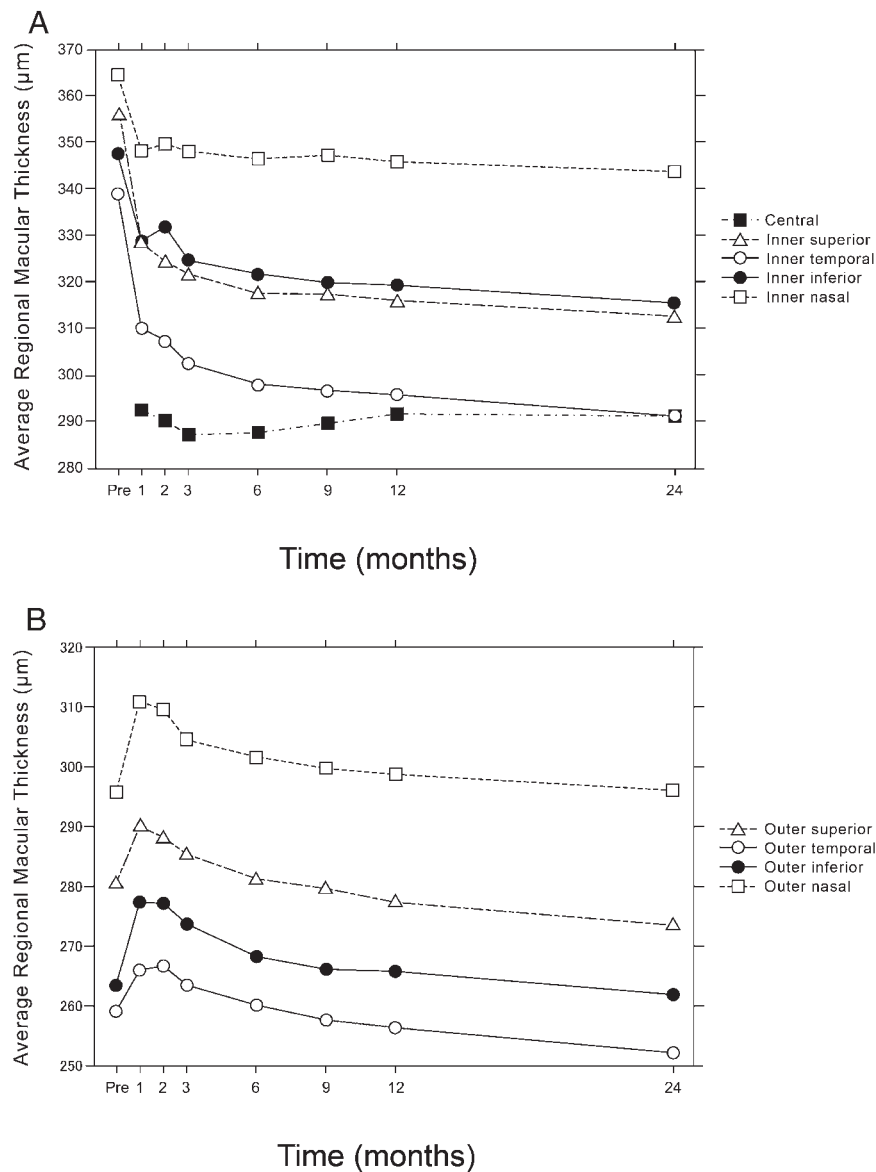 A
Average Regional Macular Thickness (µm)
370
360
350
340
330
320
310
300
290
280
Pre 1 2 3 6 9 12 24
Time (months)
Central
Inner superior
Inner temporal
Inner inferior
Inner nasal
B
Average Regional Macular Thickness (µm)
320
310
300
290
280
270
260
250
Pre 1 2 3 6 9 12 24
Time (months)
Outer superior
Outer temporal
Outer inferior
Outer nasal